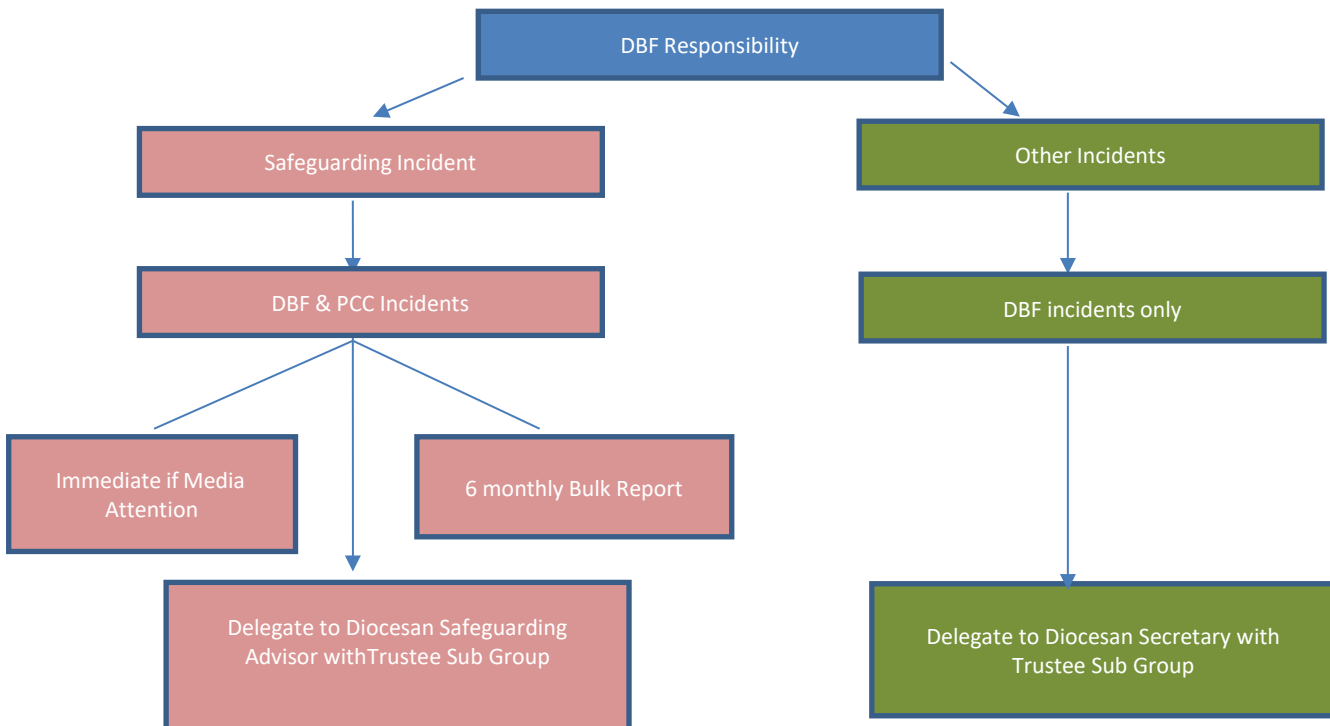 DBF Responsibility
Safeguarding Incident
Other Incidents
DBF & PCC Incidents
DBF incidents only
Immediate if Media
Attention
6 monthly Bulk Report
Delegate to Diocesan Safeguarding
Advisor withTrustee Sub Group
Delegate to Diocesan Secretary with
Trustee Sub Group